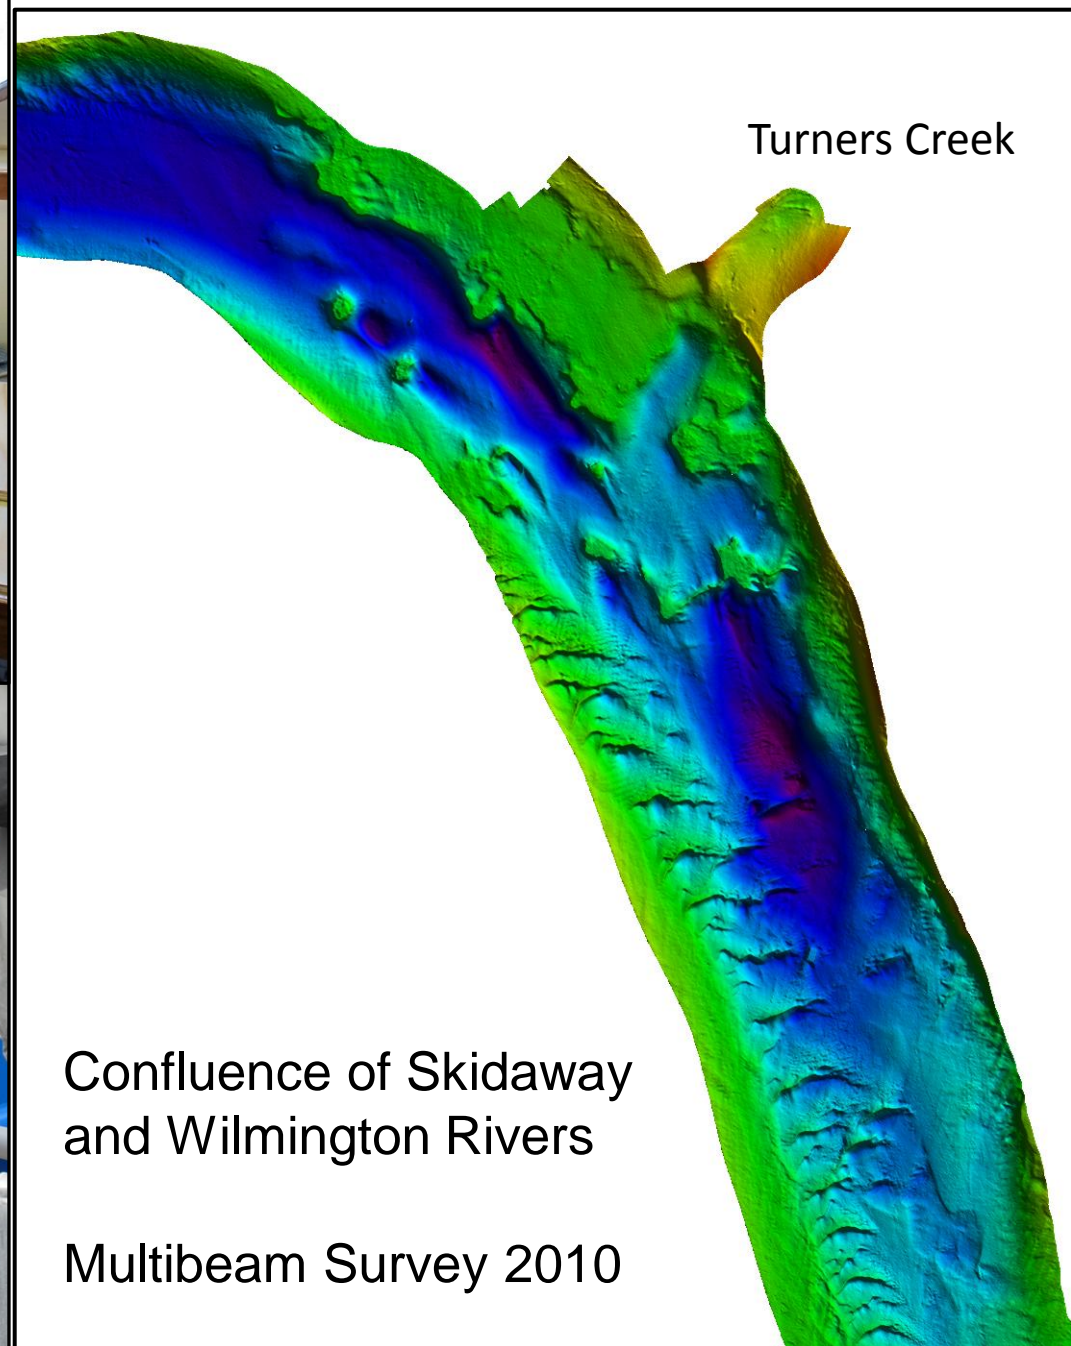 Turners Creek
Confluence of Skidaway
and Wilmington Rivers
Multibeam Survey 2010